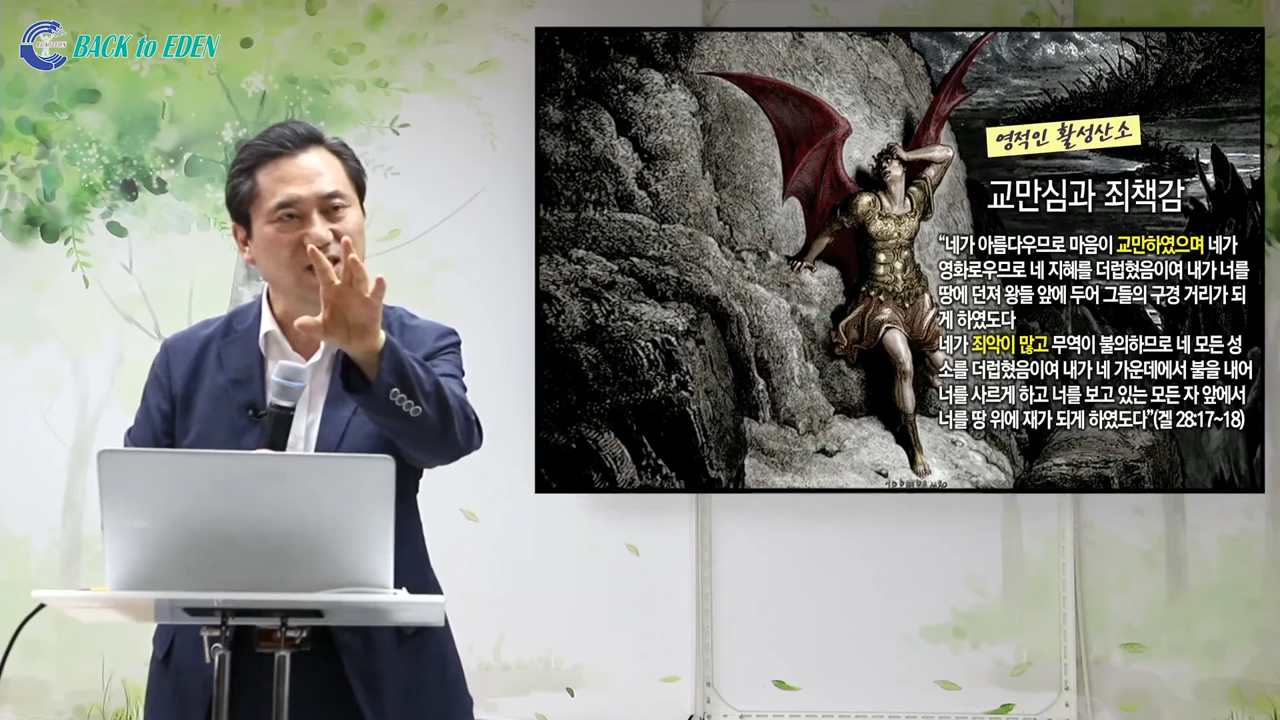 BACK to EDEN
영적인 활성산소
교만심과 죄책감
“네가 아름다우므로 마음이 교만하였으며 네가
영화로우므로 네 지혜를 더럽혔음이여 내가 너를
땅에 던져 왕들 앞에 두어 그들의 구경 거리가 되
게 하였도다
네가 죄악이 많고 무역이 불의하므로 네 모든 성
소를 더럽혔음이여 내가 네 가운데에서 불을 내어
너를 사르게 하고 너를 보고 있는 모든 자 앞에서
너를 땅 위에 재가 되게 하였도다”(겔 28:17~18)